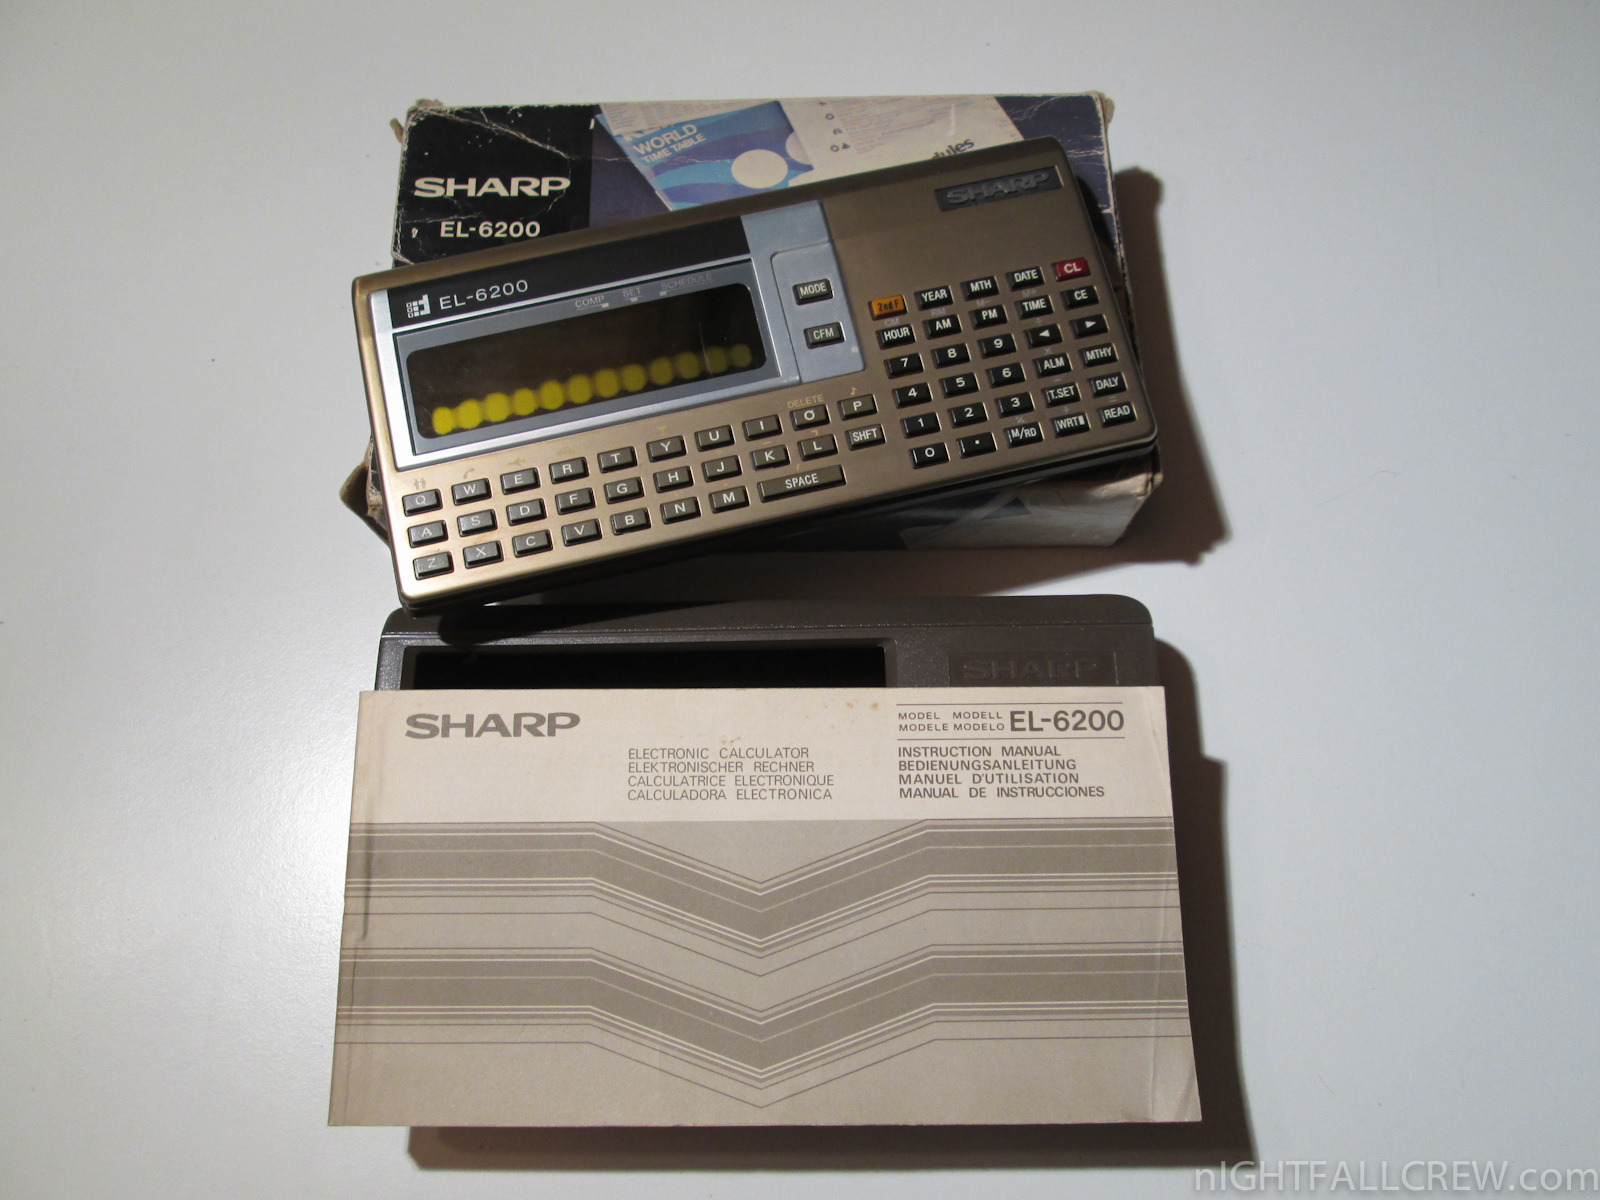 WORLD
TIME TABLE
SHARP
EL-6200
SHARP
EL-6200
COMP SET SCHEDULE
MODE
CFM
2ndF YEAR MTH DATE CL
CM RM M− M+
HOUR AM PM TIME CE
7 8 9 ◄ ►
4 5 6 ALM MTHY
1 2 3 T.SET DALY
0 • M/RD WRT READ
DELETE
Q W E R T Y U I O P
A S D F G H J K L SHFT
Z X C V B N M SPACE
SHARP
SHARP
MODEL MODELL
MODELE MODELO EL-6200
ELECTRONIC CALCULATOR
ELEKTRONISCHER RECHNER
CALCULATRICE ELECTRONIQUE
CALCULADORA ELECTRONICA
INSTRUCTION MANUAL
BEDIENUNGSANLEITUNG
MANUEL D'UTILISATION
MANUAL DE INSTRUCCIONES
nIGHTFALLCREW.com